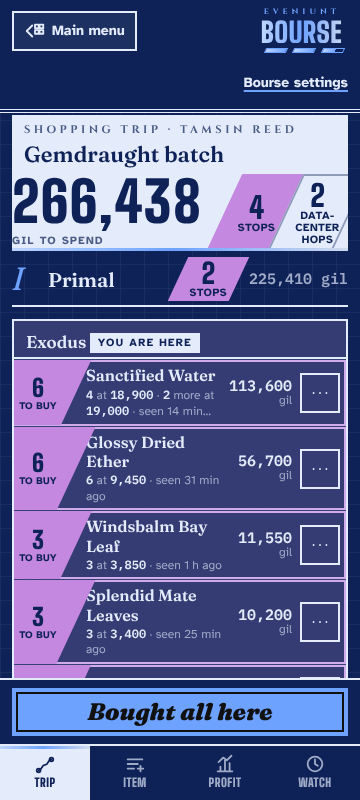 Main menu
EVENIUNT
BOURSE
Bourse settings
SHOPPING TRIP · TAMSIN REED
Gemdraught batch
266,438
GIL TO SPEND
4
STOPS
2
DATA-
CENTER
HOPS
I
Primal
2
STOPS
225,410 gil
Exodus
YOU ARE HERE
6
TO BUY
Sanctified Water
4 at 18,900 · 2 more at
19,000 · seen 14 min...
113,600
gil
...
6
TO BUY
Glossy Dried
Ether
6 at 9,450 · seen 31 min
ago
56,700
gil
...
3
TO BUY
Windsbalm Bay
Leaf
3 at 3,850 · seen 1 h ago
11,550
gil
...
3
TO BUY
Splendid Mate
Leaves
3 at 3,400 · seen 25 min
ago
10,200
gil
...
Bought all here
TRIP
ITEM
PROFIT
WATCH